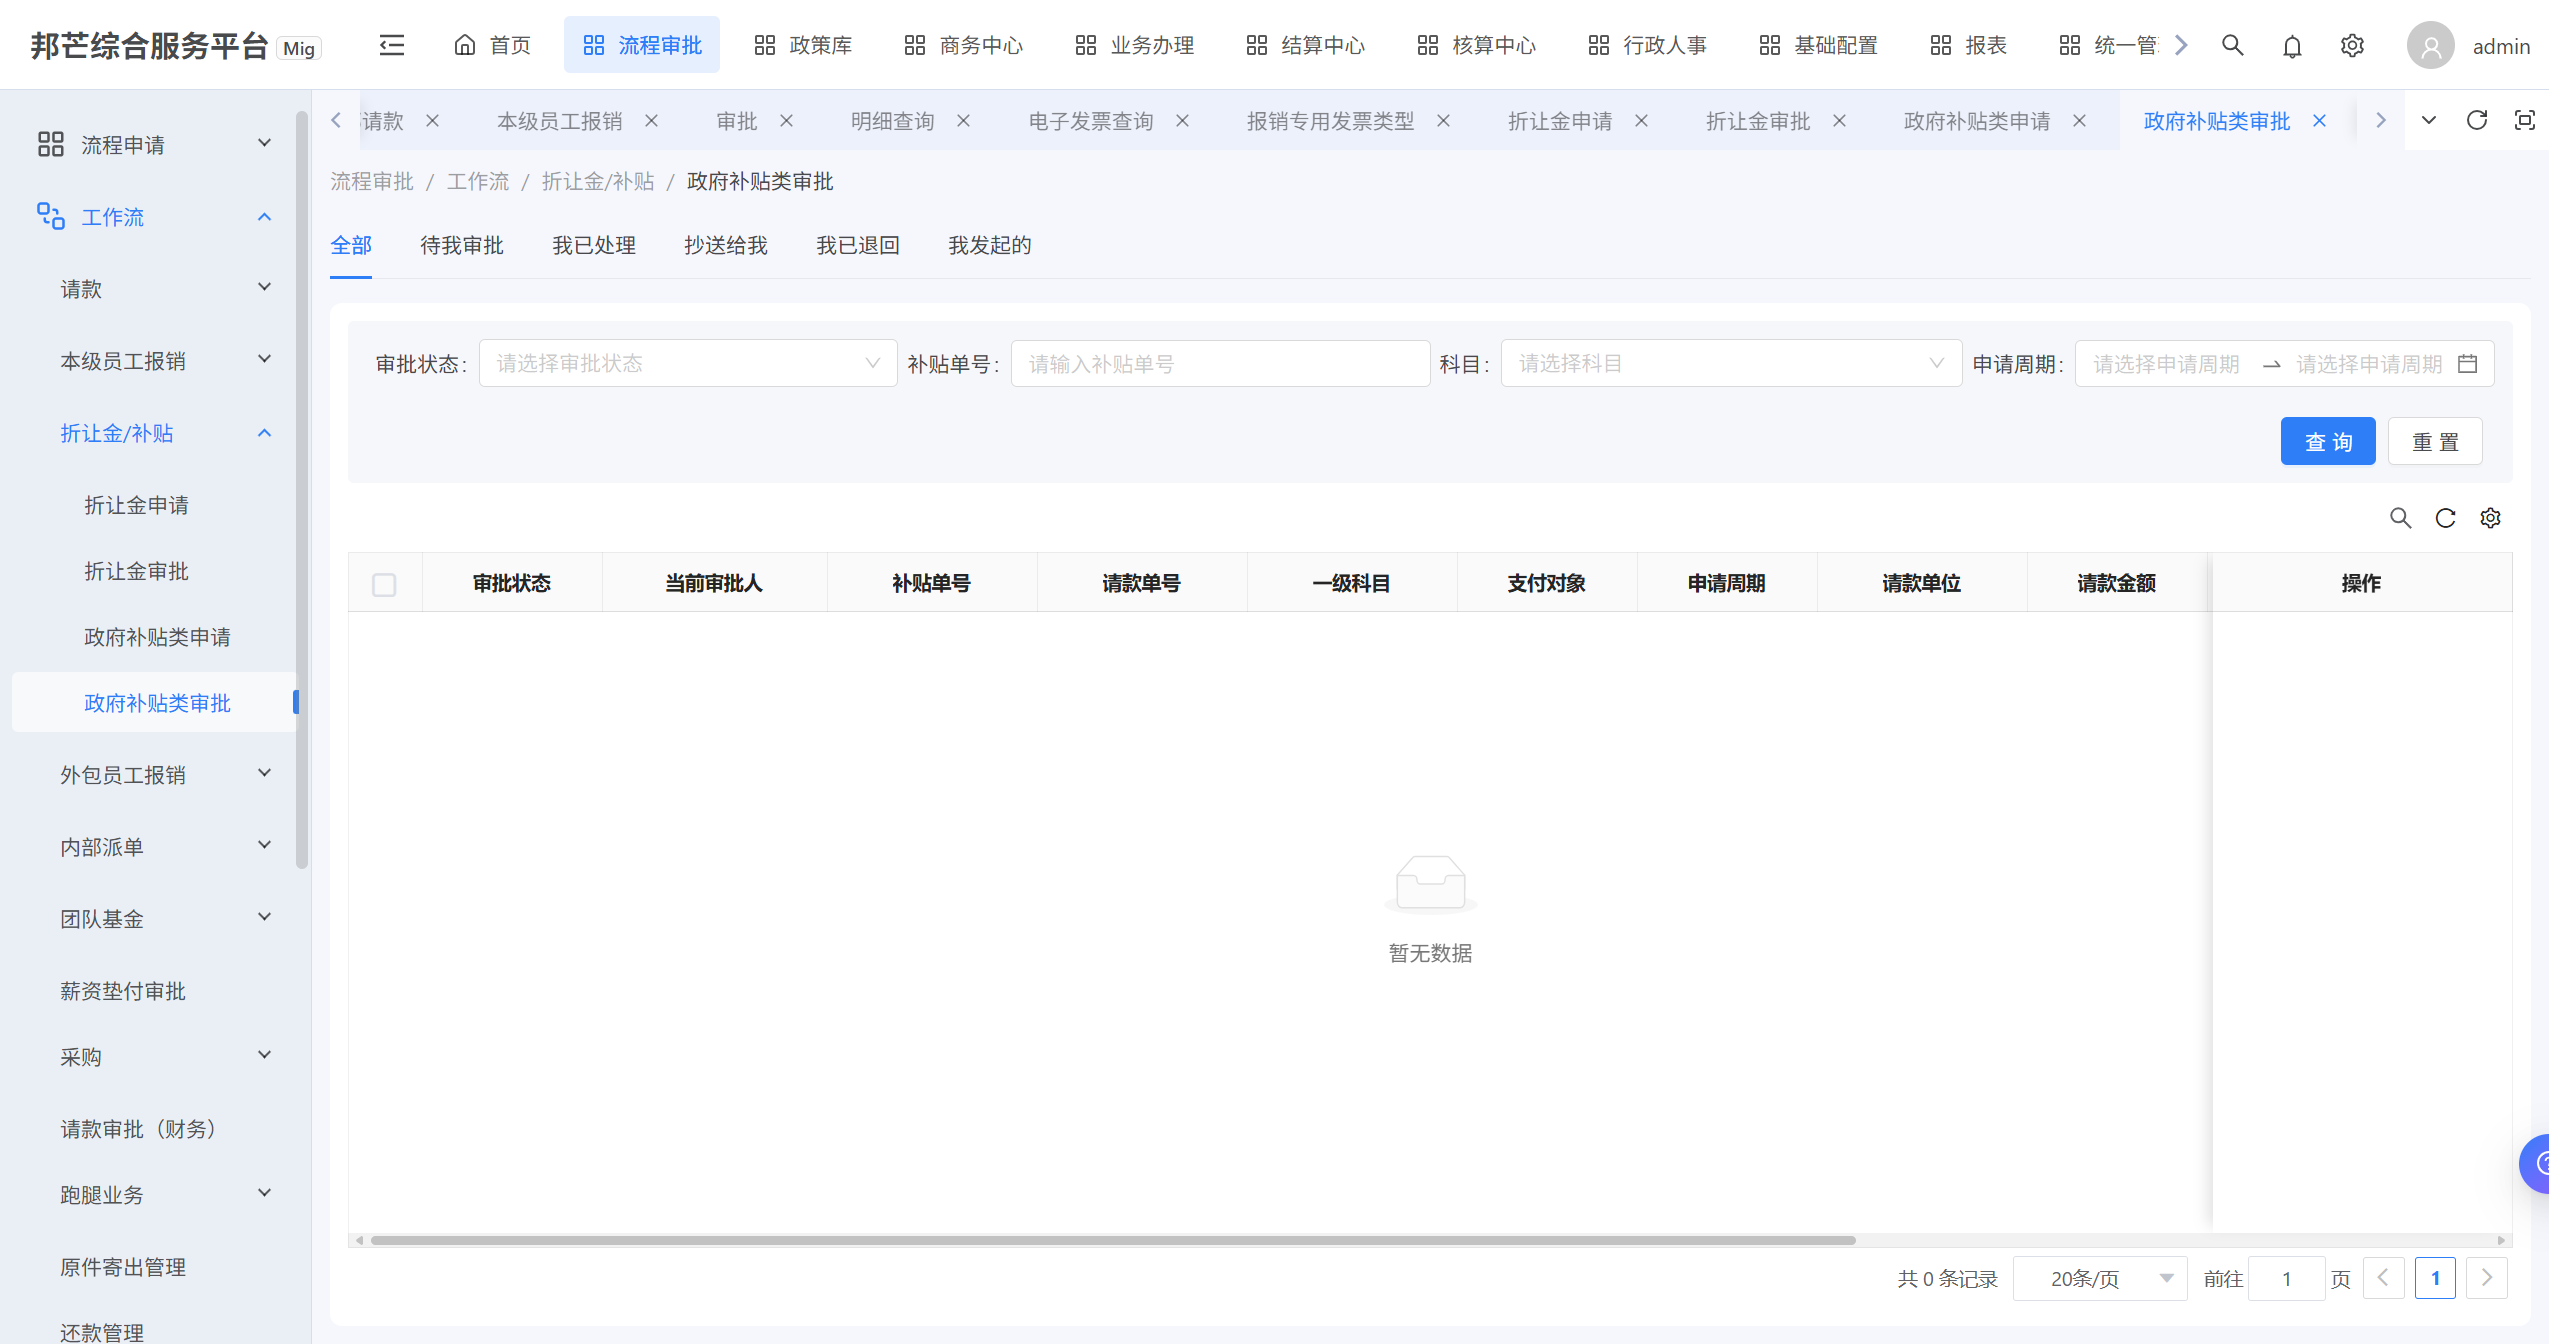 邦芒综合服务平台 Mig 首页 流程审批 政策库 商务中心 业务办理 结算中心 核算中心 行政人事 基础配置 报表 统一管 admin
请款 本级员工报销 审批 明细查询 电子发票查询 报销专用发票类型 折让金申请 折让金审批 政府补贴类申请 政府补贴类审批
流程审批 / 工作流 / 折让金/补贴 / 政府补贴类审批
全部 待我审批 我已处理 抄送给我 我已退回 我发起的
流程申请
工作流
请款
本级员工报销
折让金/补贴
折让金申请
折让金审批
政府补贴类申请
政府补贴类审批
外包员工报销
内部派单
团队基金
薪资垫付审批
采购
请款审批（财务）
跑腿业务
原件寄出管理
还款管理
审批状态: 请选择审批状态 补贴单号: 请输入补贴单号 科目: 请选择科目 申请周期: 请选择申请周期 请选择申请周期
查 询 重 置
审批状态 当前审批人 补贴单号 请款单号 一级科目 支付对象 申请周期 请款单位 请款金额 操作
暂无数据
共 0 条记录 20条/页 前往 1 页 1